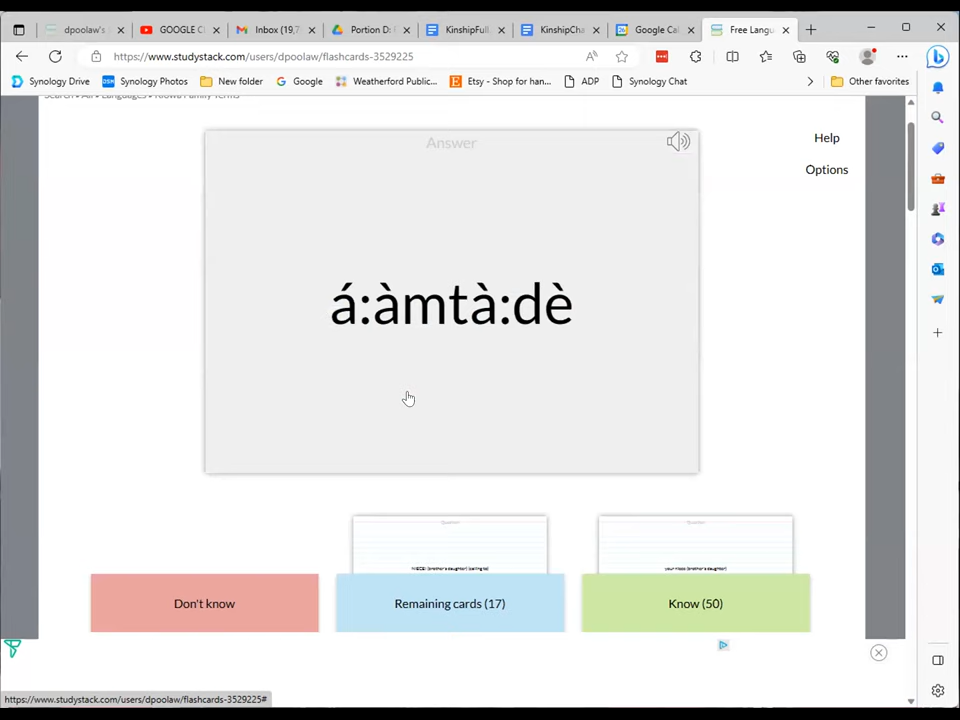 dpoolaw's
GOOGLE C
Inbox (19,7
Portion D
KinshipFull
KinshipCha
Google Cal
Free Langu
https://www.studystack.com/users/dpoolaw/flashcards-3529225
Synology Drive
Synology Photos
New folder
Google
Weatherford Public...
Etsy - Shop for han...
ADP
Synology Chat
Other favorites
Answer
Help
Options
á:àmtà:dè
Don't know
Remaining cards (17)
Know (50)
https://www.studystack.com/users/dpoolaw/flashcards-3529225#